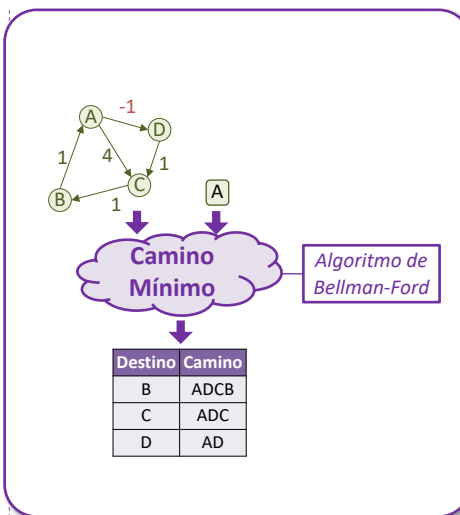 -1
A
D
1
4
1
C
B
1
A
Camino
Mínimo
Algoritmo de
Bellman-Ford
Destino Camino
B ADCB
C ADC
D AD